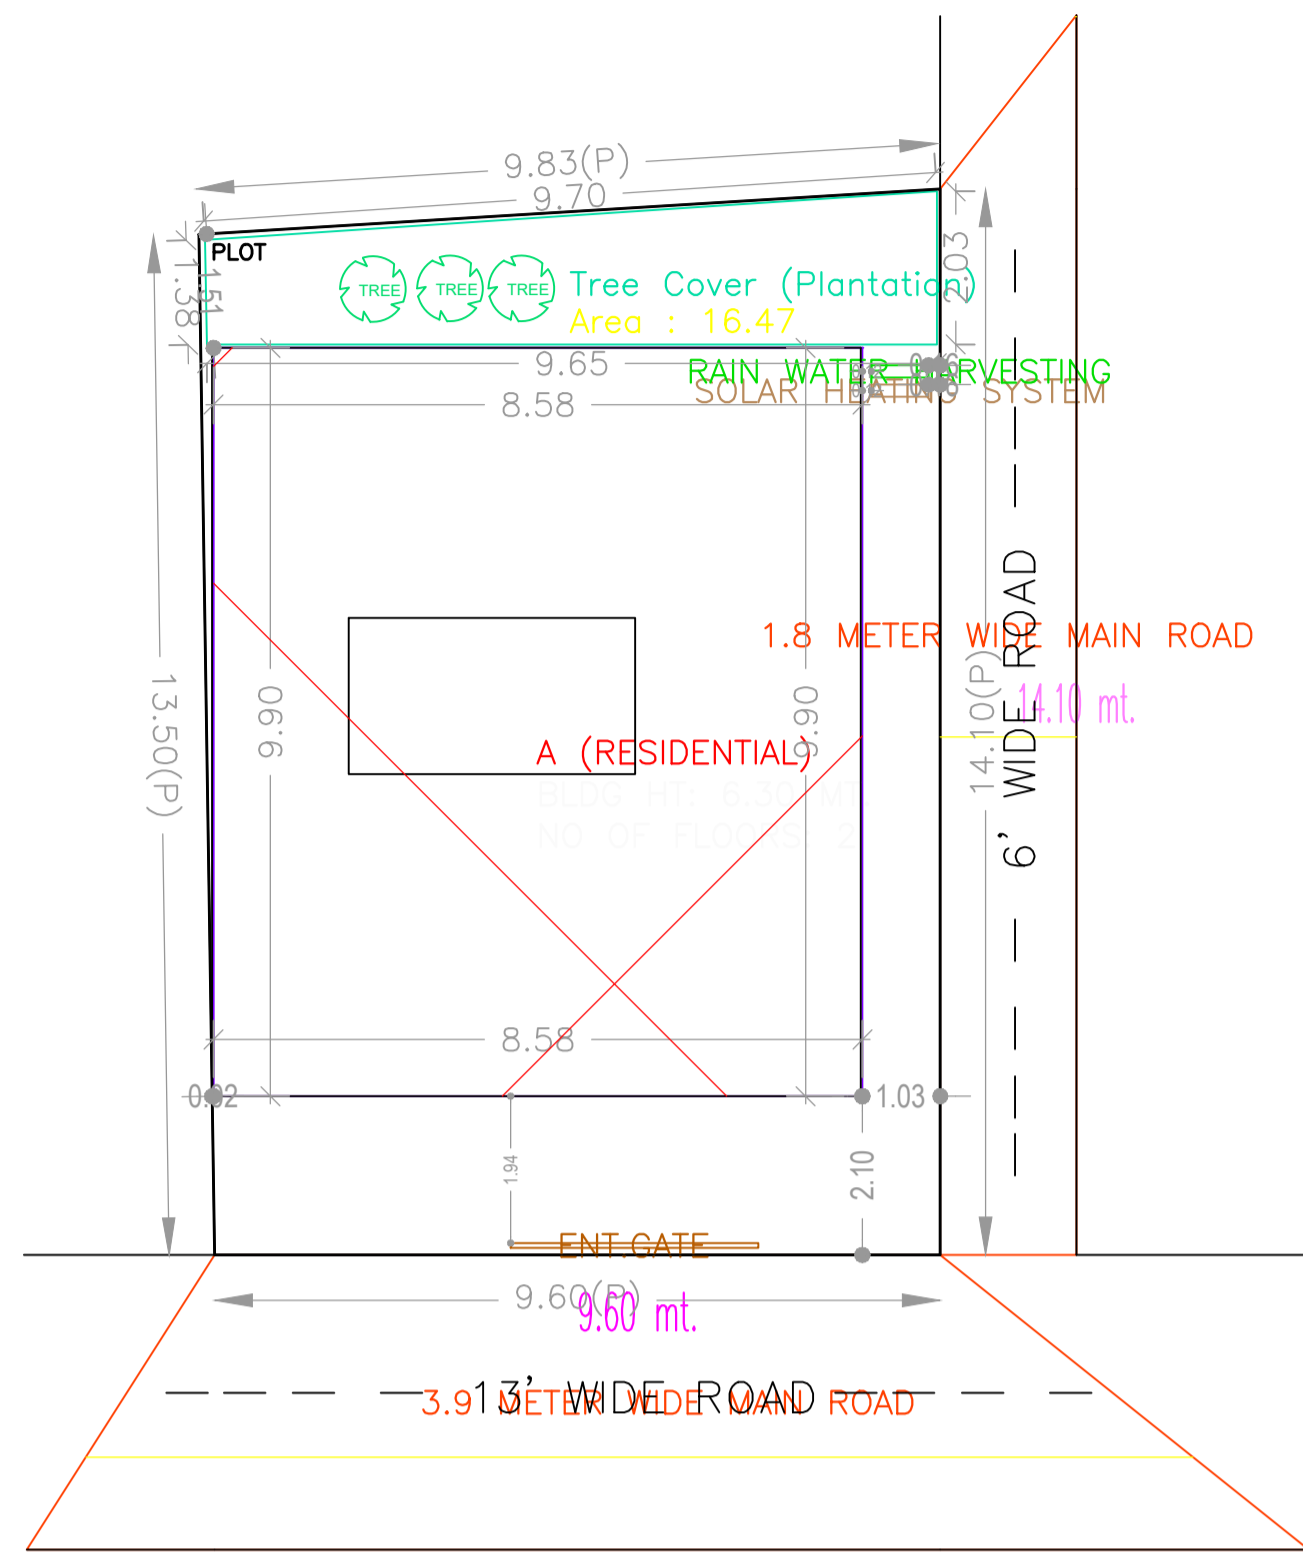 9.83(P)
9.70
PLOT
1.51
1.38
2.03
TREE
TREE
TREE
Tree Cover (Plantation)
Area : 16.47
9.65
RAIN WATER HARVESTING
SOLAR HEATING SYSTEM
8.58
1.8 METER WIDE MAIN ROAD
6' WIDE ROAD
14.10 mt.
14.10(P)
13.50(P)
9.90
9.90
A (RESIDENTIAL)
BLDG HT: 6.30 MT
NO OF FLOORS: 2
8.58
0.02
1.03
1.94
2.10
ENT.GATE
9.60(P)
9.60 mt.
13' WIDE ROAD
3.9 METER WIDE MAIN ROAD